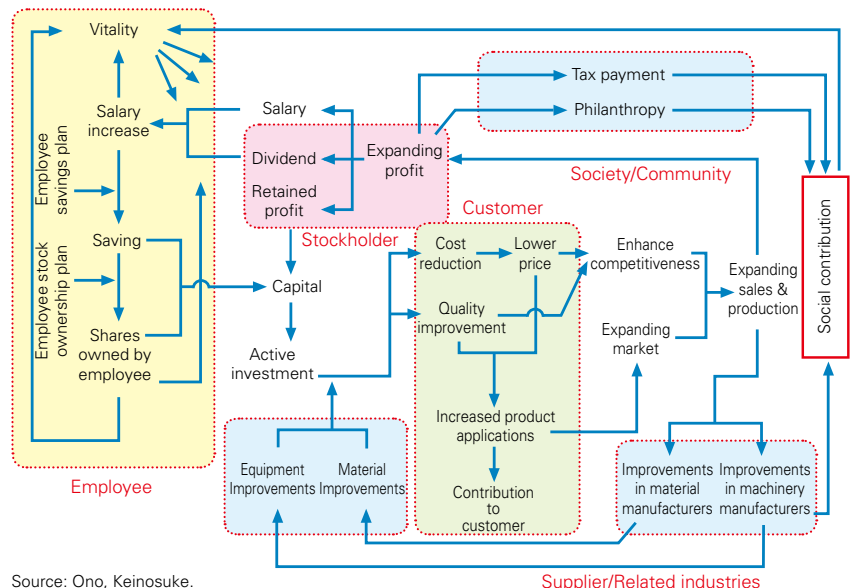 Vitality
Salary
increase
Employee
savings plan
Saving
Employee stock
ownership plan
Shares
owned by
employee
Employee
Salary
Dividend
Retained
profit
Expanding
profit
Stockholder
Tax payment
Philanthropy
Society/Community
Social contribution
Capital
Active
investment
Customer
Cost
reduction
Lower
price
Quality
improvement
Increased product
applications
Contribution
to
customer
Enhance
competitiveness
Expanding
market
Expanding
sales &
production
Equipment
Improvements
Material
Improvements
Improvements
in material
manufacturers
Improvements
in machinery
manufacturers
Supplier/Related industries
Source: Ono, Keinosuke.